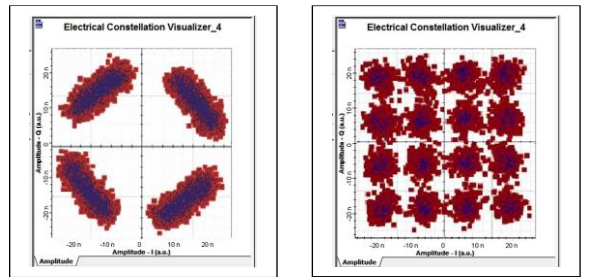 Electrical Constellation Visualizer_4
Amplitude - Q (a.u.)
20 n
10 n
0
-10 n
-20 n
-20 n -10 n 0 10 n 20 n
Amplitude - I (a.u.)
Amplitude
Electrical Constellation Visualizer_4
Amplitude - Q (a.u.)
20 n
10 n
0
-10 n
-20 n
-20 n -10 n 0 10 n 20 n
Amplitude - I (a.u.)
Amplitude